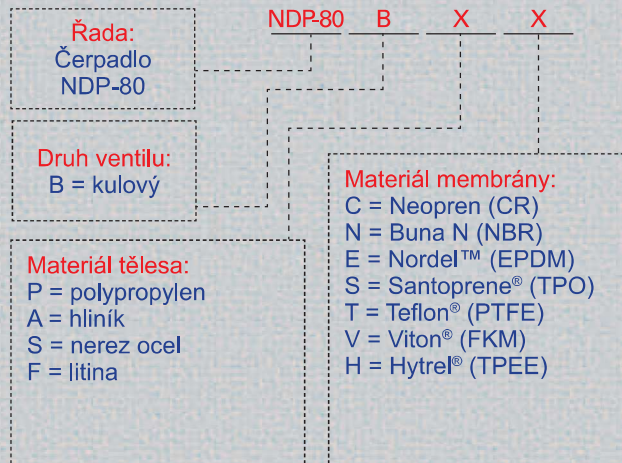 NDP-80 B X X
Řada:
Čerpadlo
NDP-80
Druh ventilu:
B = kulový
Materiál tělesa:
P = polypropylen
A = hliník
S = nerez ocel
F = litina
Materiál membrány:
C = Neopren (CR)
N = Buna N (NBR)
E = Nordel™ (EPDM)
S = Santoprene® (TPO)
T = Teflon® (PTFE)
V = Viton® (FKM)
H = Hytrel® (TPEE)